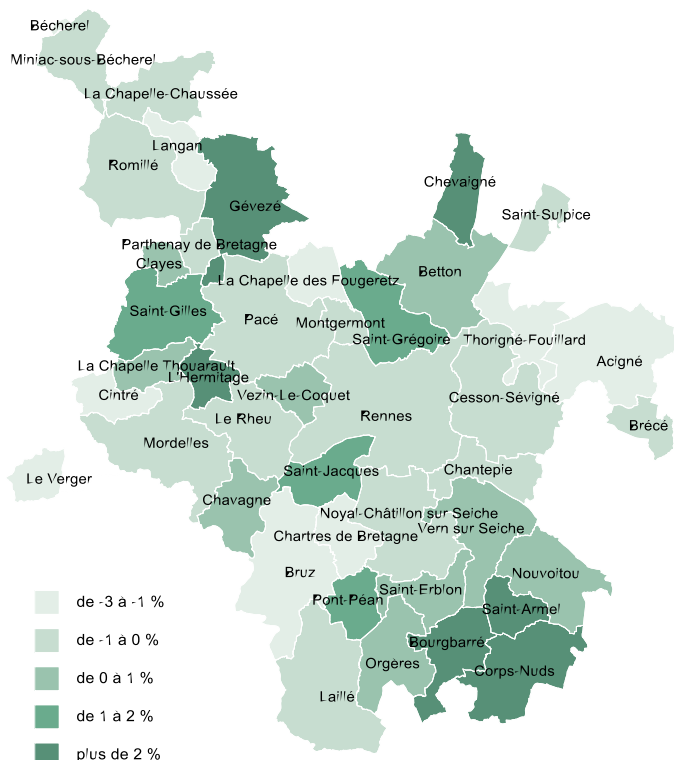 Bécherel
Miniac-sous-Bécherel
La Chapelle-Chaussée
Langan
Romillé
Chevaigné
Gévezé
Saint-Sulpice
Parthenay de Bretagne
Clayes
Betton
La Chapelle des Fougeretz
Saint-Gilles
Pacé
Montgermont
Saint-Grégoire
Thorigné-Fouillard
Acigné
La Chapelle Thouarault
L'Hermitage
Cintré
Vezin-Le-Coquet
Cesson-Sévigné
Le Rheu
Rennes
Brécé
Mordelles
Saint-Jacques
Chantepie
Le Verger
Chavagne
Noyal-Châtillon sur Seiche
Vern sur Seiche
Chartres de Bretagne
Bruz
Nouvoitou
Saint-Erblon
Pont-Péan
Saint-Armel
Bourgbarré
Orgères
Corps-Nuds
Laillé
de -3 à -1 %
de -1 à 0 %
de 0 à 1 %
de 1 à 2 %
plus de 2 %